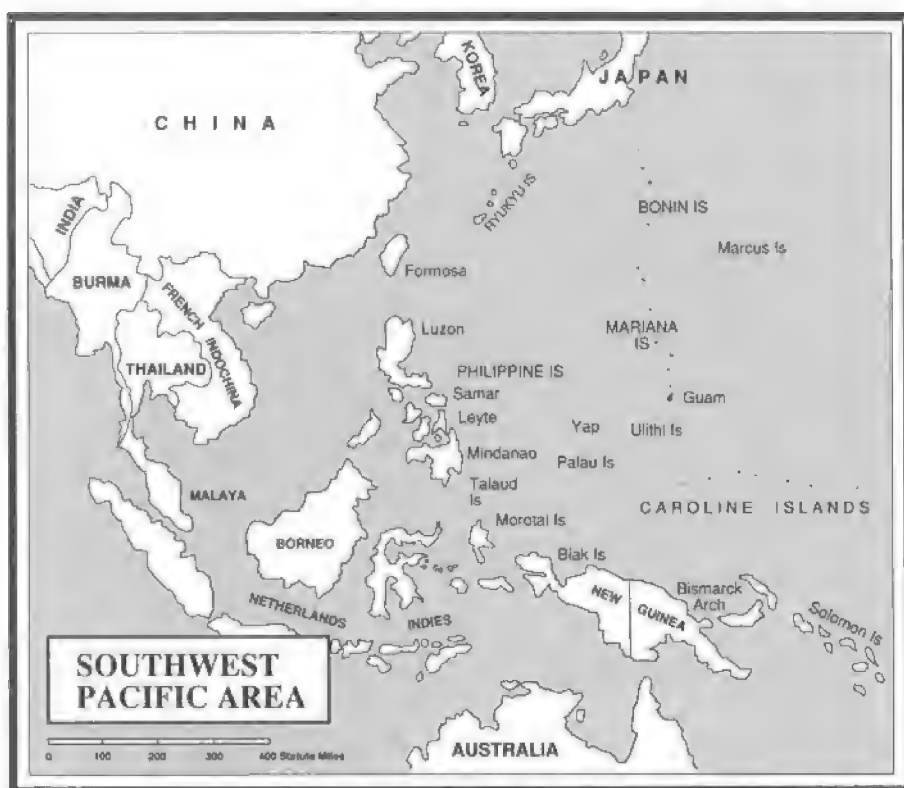 KOREA
JAPAN
CHINA
RYUKYU IS
BONIN IS
INDIA
Marcus Is
Formosa
BURMA
FRENCH INDOCHINA
Luzon
MARIANA
IS
THAILAND
PHILIPPINE IS
Samar
Guam
Leyte
Yap
Ulithi Is
Mindanao
Palau Is
Talaud
Is
MALAYA
CAROLINE ISLANDS
Morotai Is
BORNEO
Biak Is
Bismarck
Arch
NEW GUINEA
NETHERLANDS INDIES
Solomon Is
SOUTHWEST
PACIFIC AREA
0 100 200 300 400 Statute Miles
AUSTRALIA